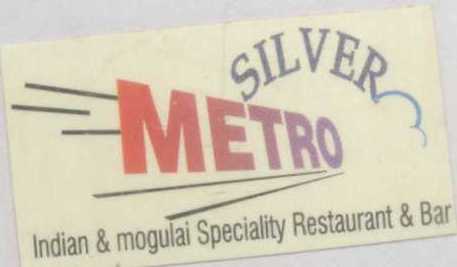 SILVER
METRO
Indian & mogulai Speciality Restaurant & Bar